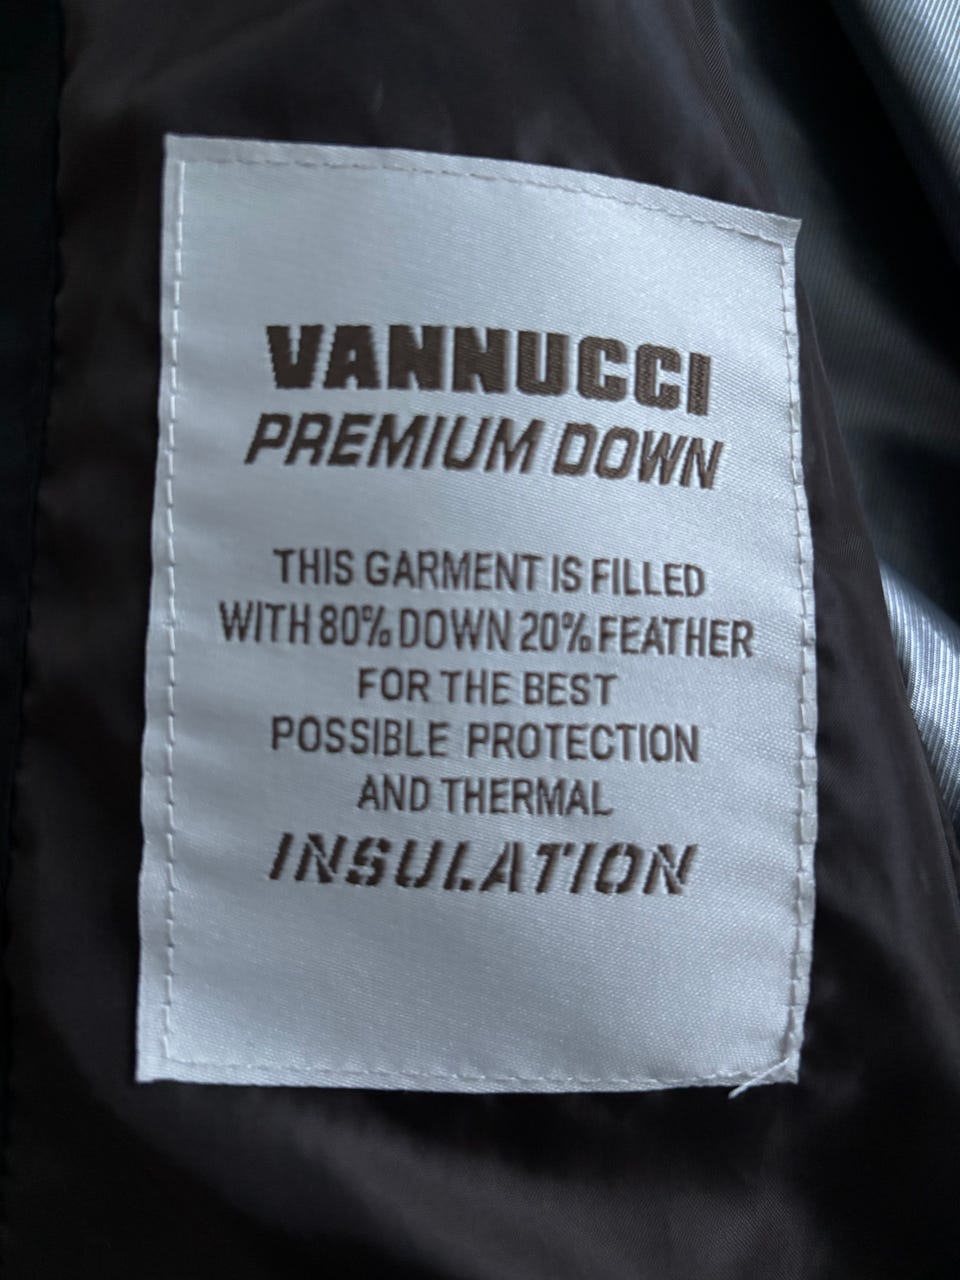 VANNUCCI
PREMIUM DOWN
THIS GARMENT IS FILLED
WITH 80% DOWN 20% FEATHER
FOR THE BEST
POSSIBLE PROTECTION
AND THERMAL
INSULATION